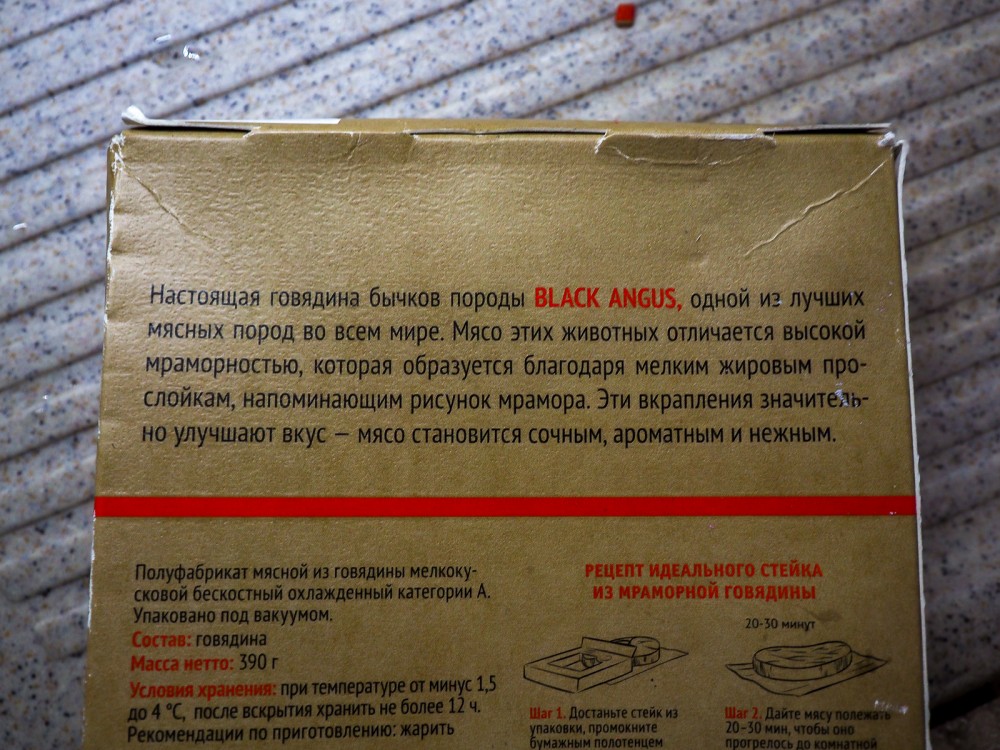 Настоящая говядина бычков породы BLACK ANGUS, одной из лучших
мясных пород во всем мире. Мясо этих животных отличается высокой
мраморностью, которая образуется благодаря мелким жировым про-
слойкам, напоминающим рисунок мрамора. Эти вкрапления значитель-
но улучшают вкус — мясо становится сочным, ароматным и нежным.
Полуфабрикат мясной из говядины мелкоку-
сковой бескостный охлажденный категории А.
Упаковано под вакуумом.
Состав: говядина
Масса нетто: 390 г
Условия хранения: при температуре от минус 1,5
до 4 °С, после вскрытия хранить не более 12 ч.
Рекомендации по приготовлению: жарить
РЕЦЕПТ ИДЕАЛЬНОГО СТЕЙКА
ИЗ МРАМОРНОЙ ГОВЯДИНЫ
20-30 минут
Шаг 1. Достаньте стейк из
упаковки, промокните
бумажным полотенцем
Шаг 2. Дайте мясу полежать
20–30 мин, чтобы оно
прогрелось до комнатной